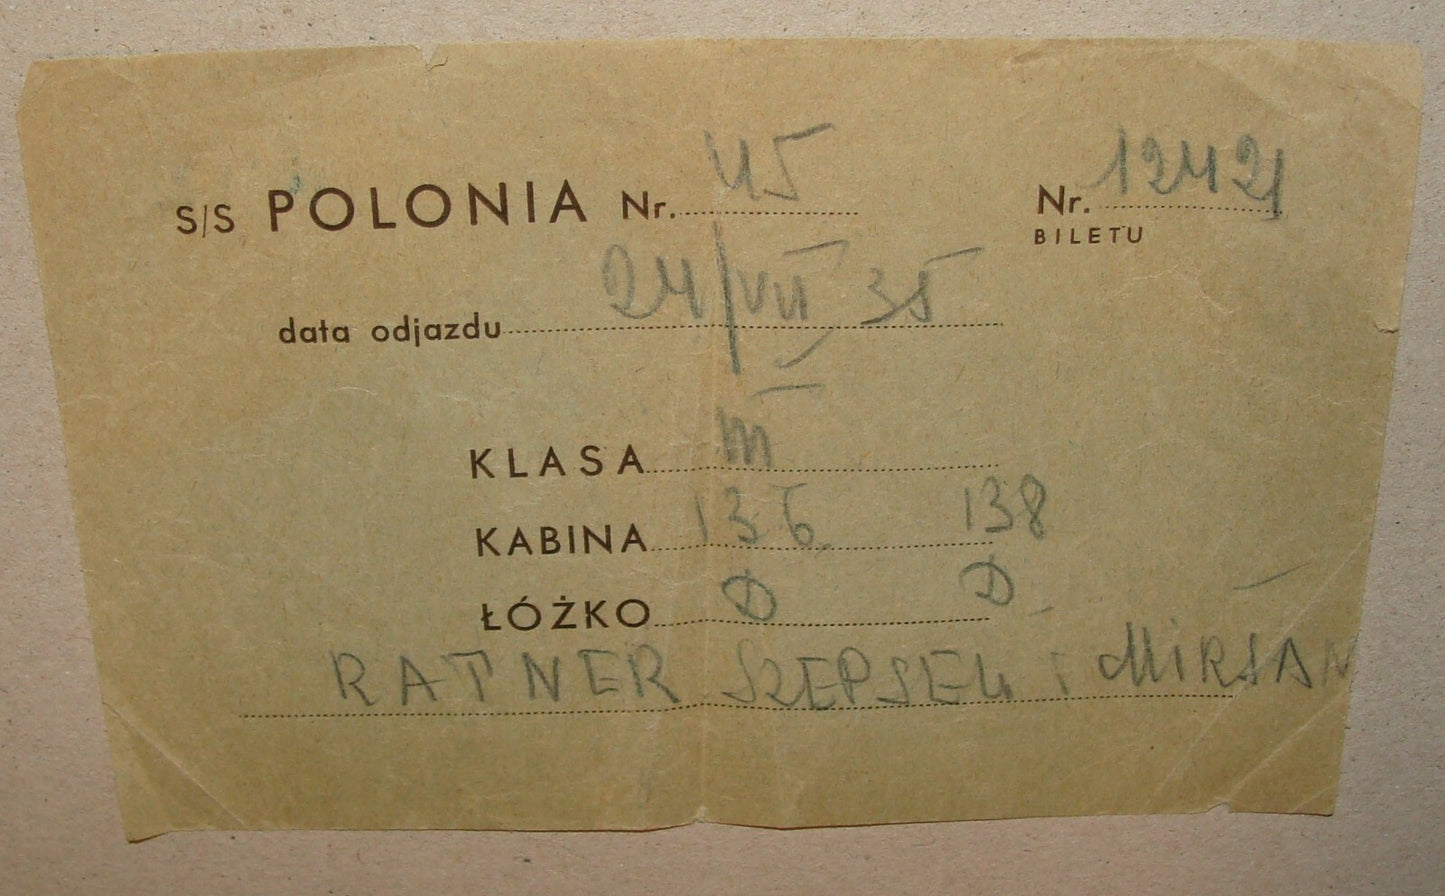 S/S POLONIA Nr. 45 Nr. 12421
BILETU
data odjazdu 24/VII 35
KLASA III
KABINA 136 138
ŁÓŻKO D D
RATNER SZEPSEL i